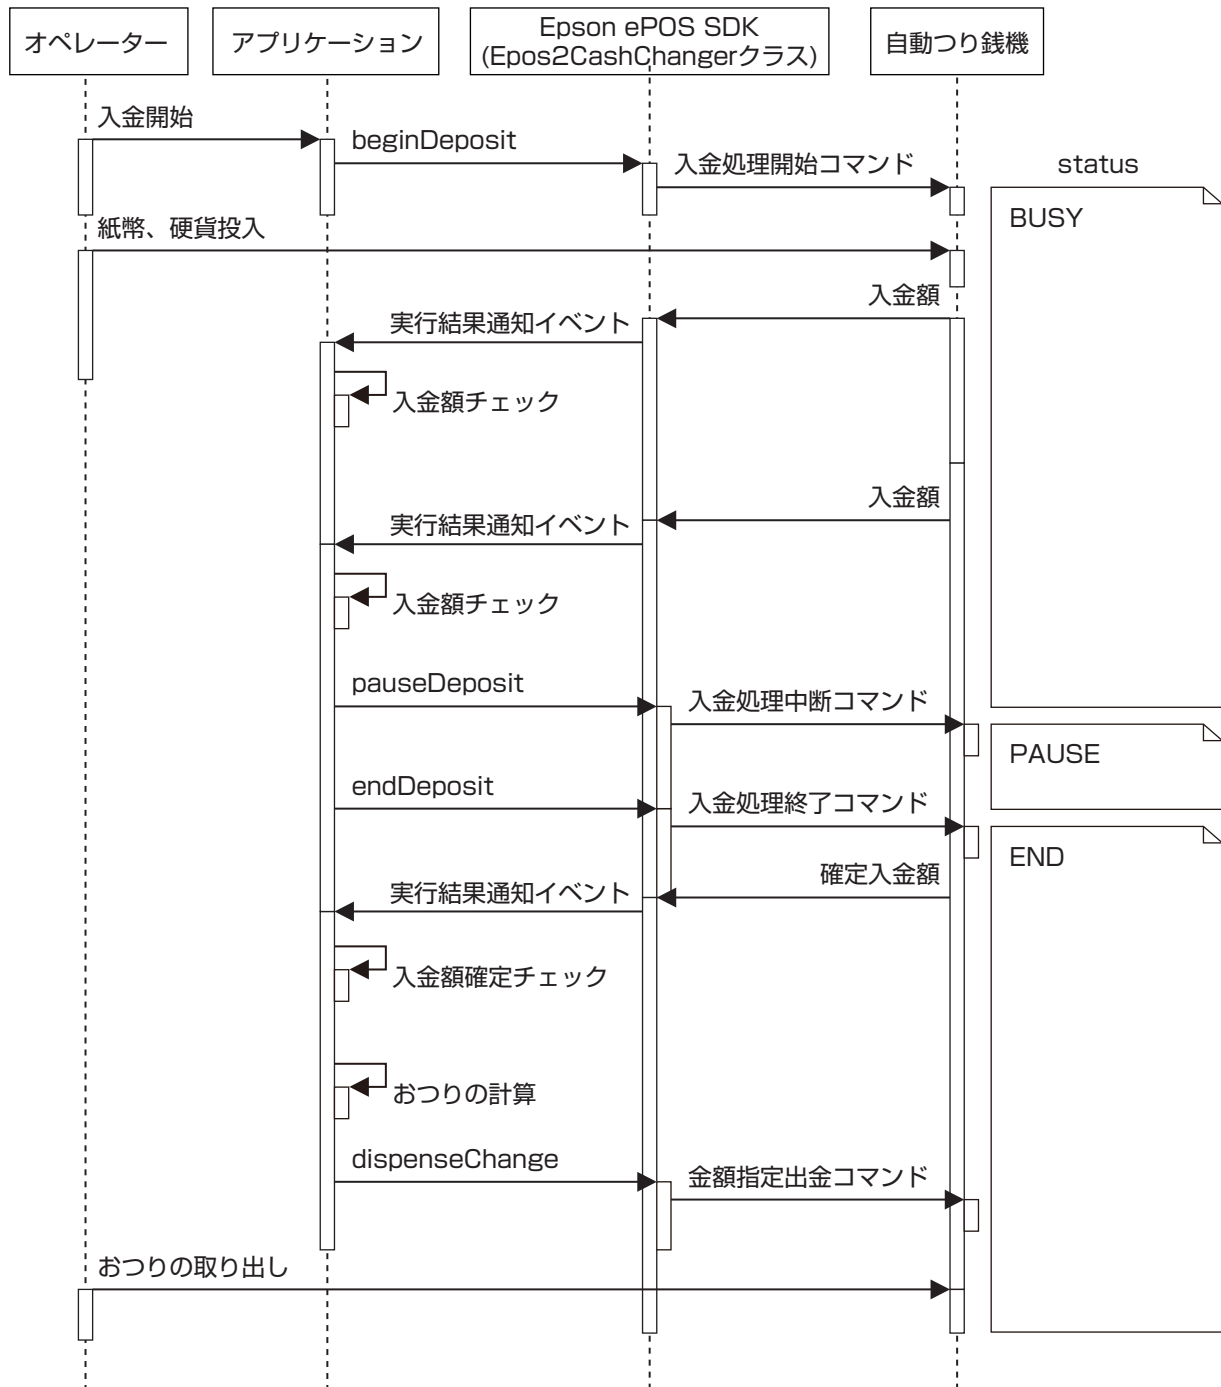 オペレーター
アプリケーション
Epson ePOS SDK
(Epos2CashChangerクラス)
自動つり銭機
入金開始
beginDeposit
入金処理開始コマンド
status
BUSY
紙幣、硬貨投入
入金額
実行結果通知イベント
入金額チェック
入金額
実行結果通知イベント
入金額チェック
pauseDeposit
入金処理中断コマンド
PAUSE
endDeposit
入金処理終了コマンド
END
確定入金額
実行結果通知イベント
入金額確定チェック
おつりの計算
dispenseChange
金額指定出金コマンド
おつりの取り出し